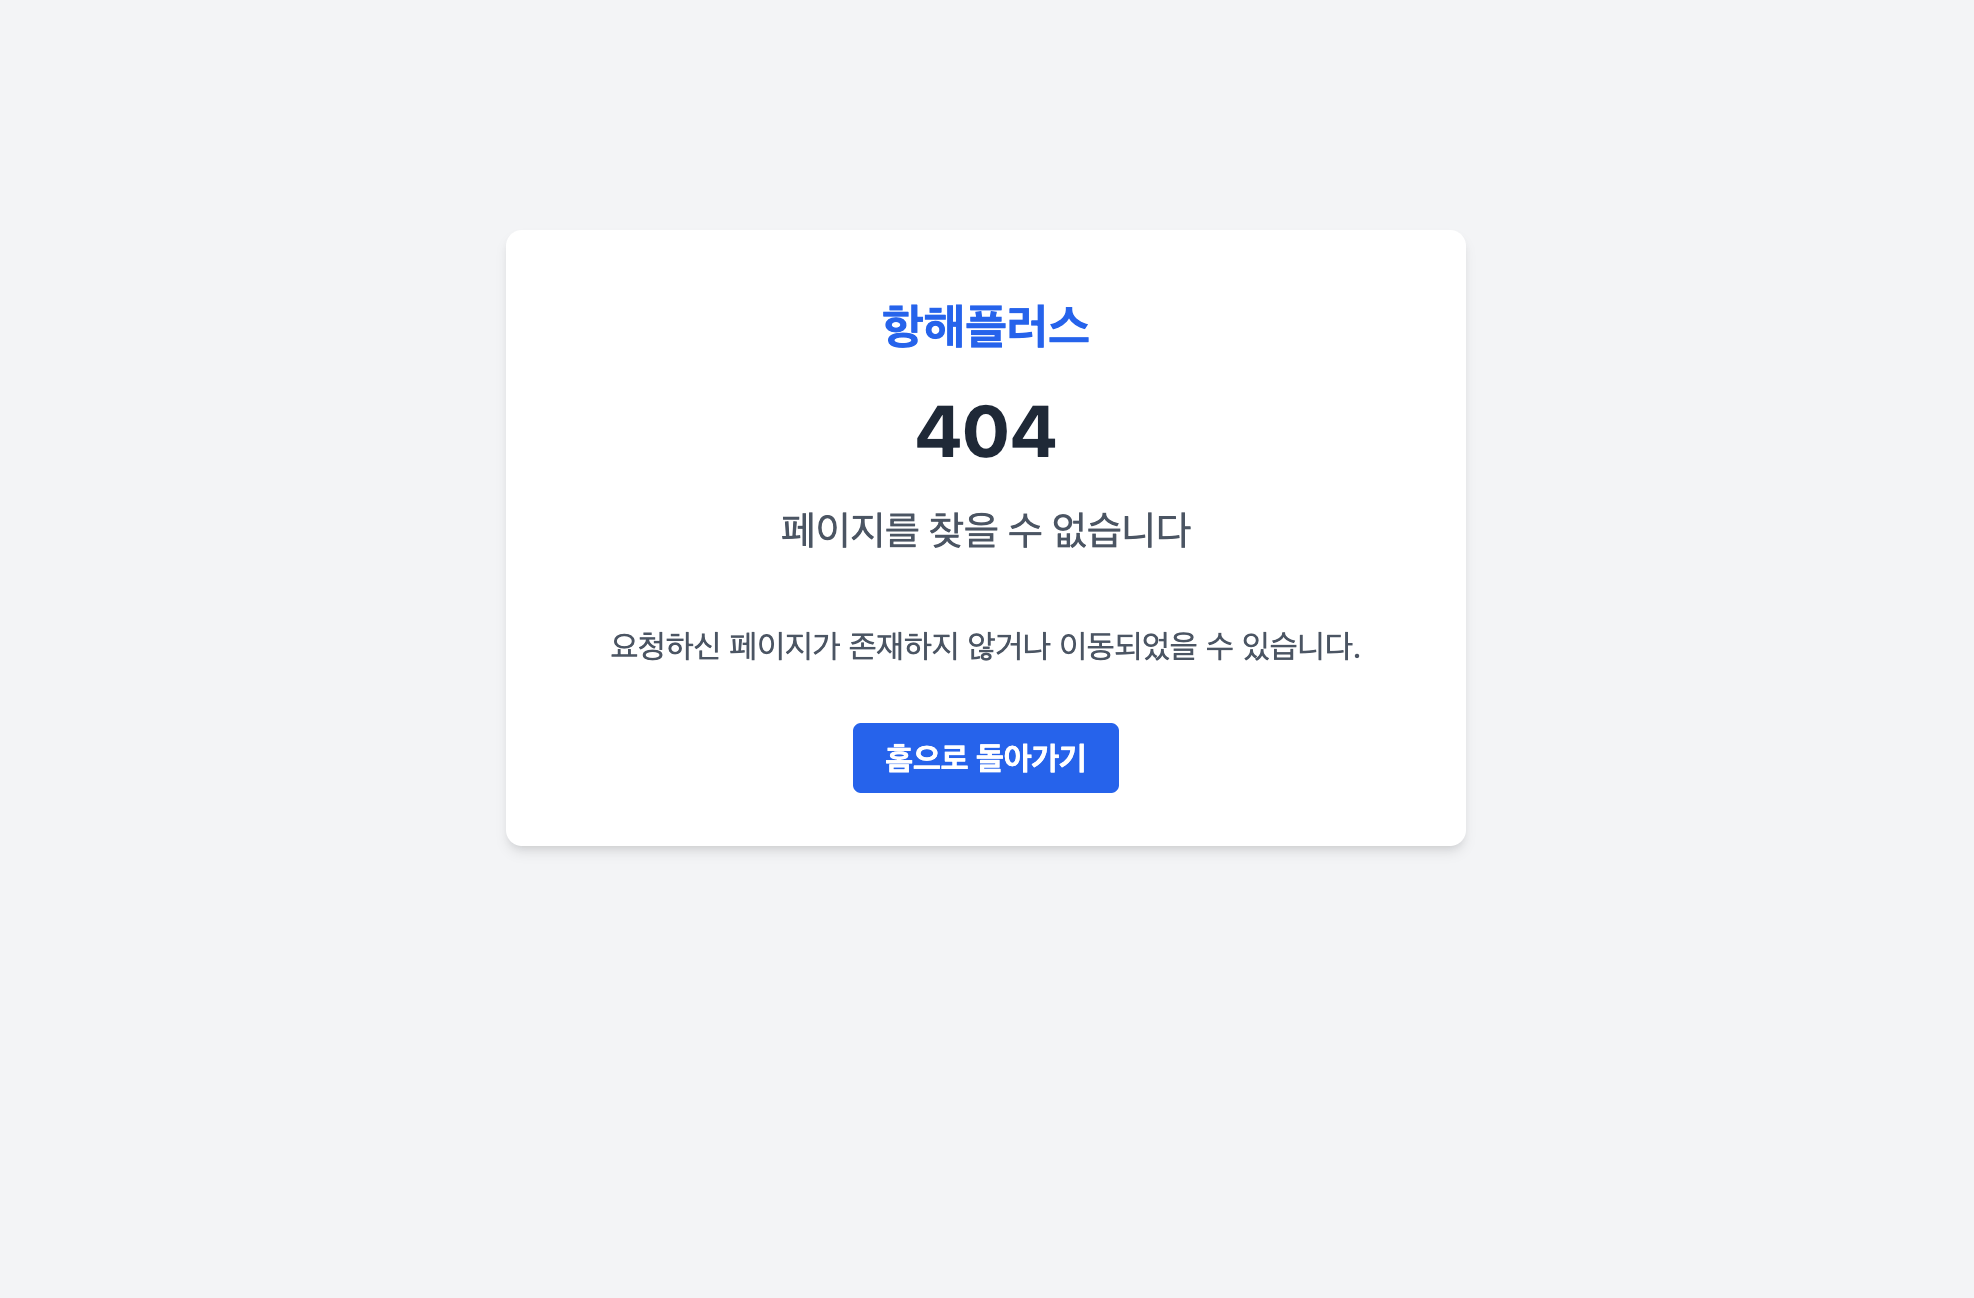 항해플러스
404
페이지를 찾을 수 없습니다
요청하신 페이지가 존재하지 않거나 이동되었을 수 있습니다.
홈으로 돌아가기